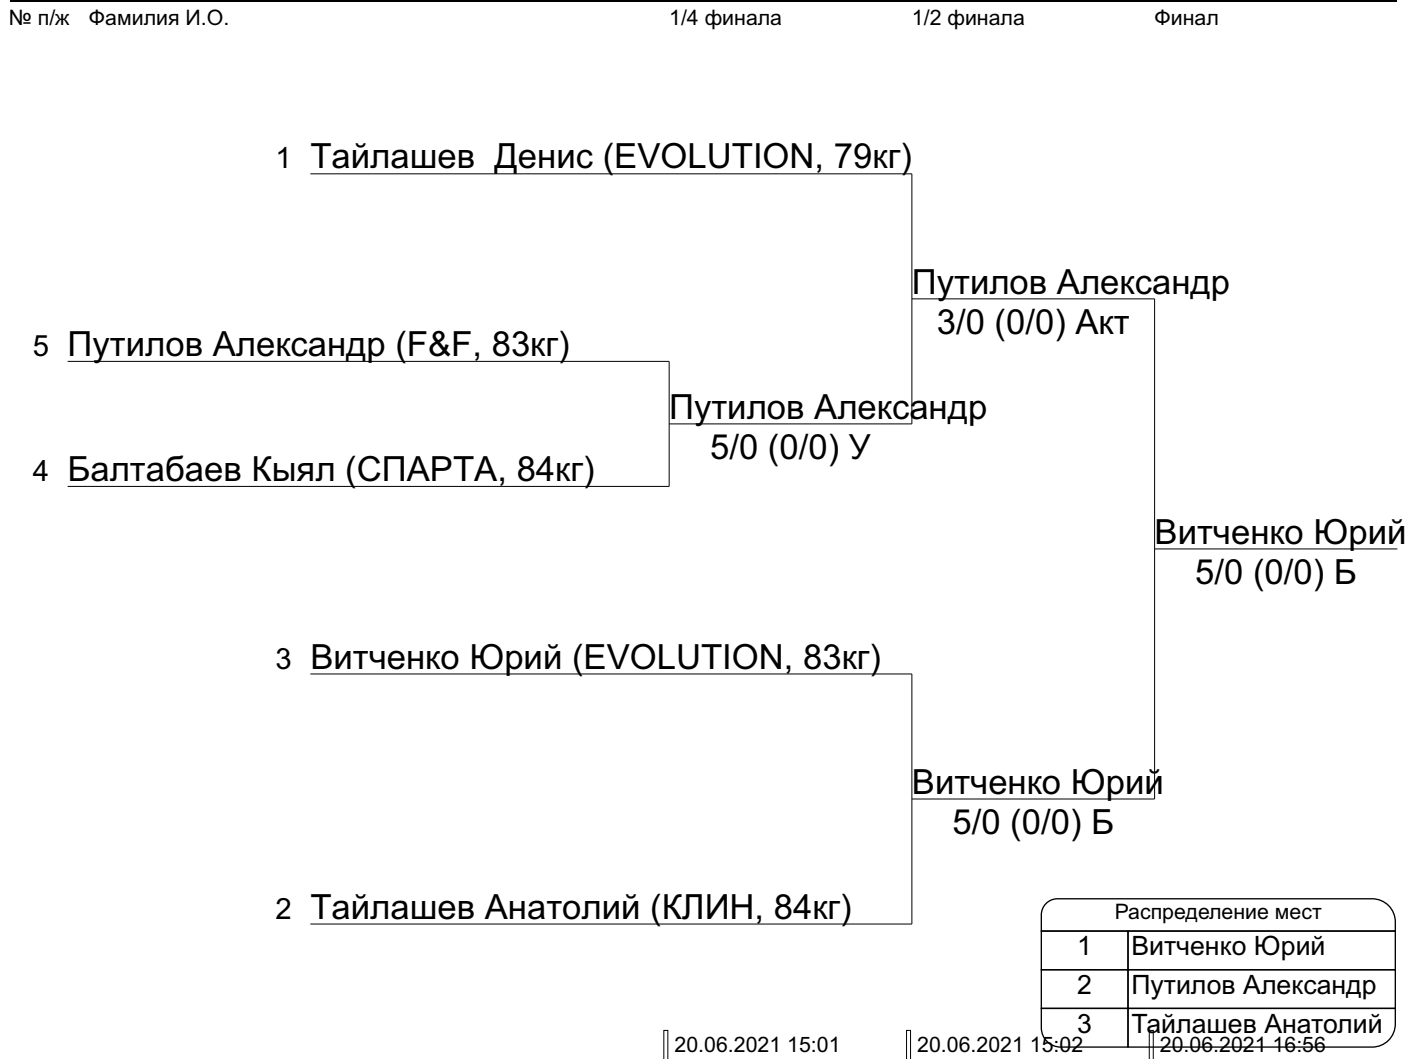 № п/ж Фамилия И.О. 1/4 финала 1/2 финала Финал
1 Тайлашев Денис (EVOLUTION, 79кг)
Путилов Александр
3/0 (0/0) Акт
5 Путилов Александр (F&F, 83кг)
Путилов Александр
5/0 (0/0) У
4 Балтабаев Кыял (СПАРТА, 84кг)
Витченко Юрий
5/0 (0/0) Б
3 Витченко Юрий (EVOLUTION, 83кг)
Витченко Юрий
5/0 (0/0) Б
2 Тайлашев Анатолий (КЛИН, 84кг)
Распределение мест
1 Витченко Юрий
2 Путилов Александр
3 Тайлашев Анатолий
20.06.2021 15:01 20.06.2021 15:02 20.06.2021 16:56